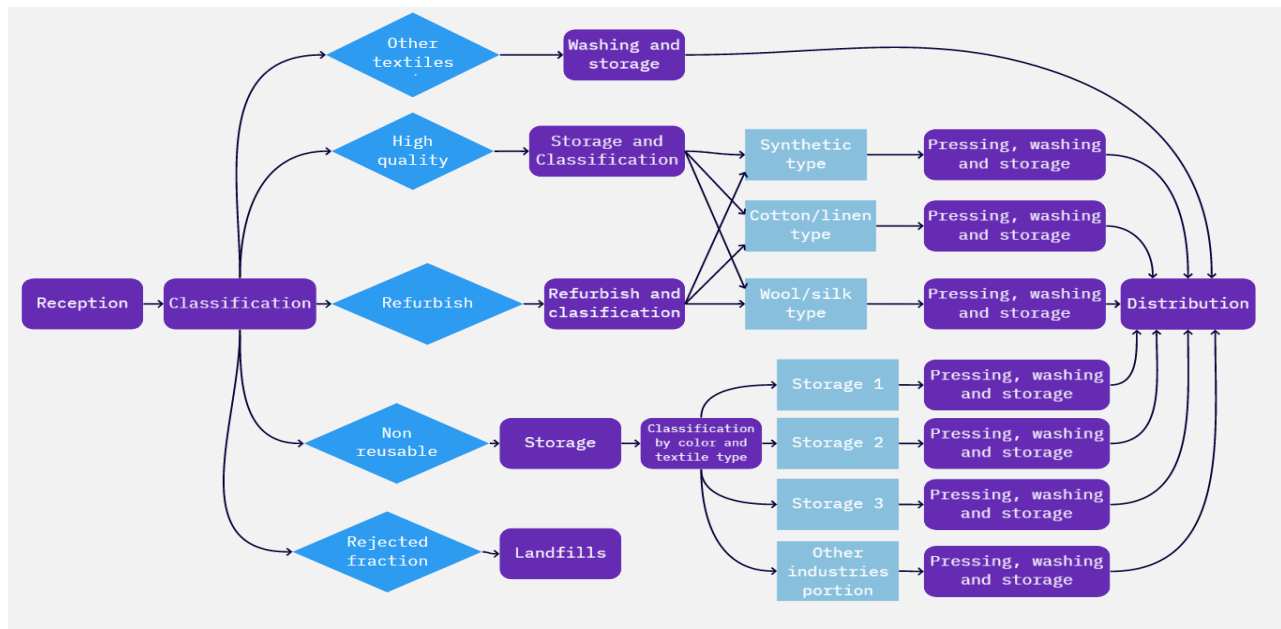 Other
textiles
Washing and
storage
High
quality
Storage and
Classification
Synthetic
type
Pressing, washing
and storage
Cotton/linen
type
Pressing, washing
and storage
Reception
Classification
Refurbish
Refurbish and
clasification
Wool/silk
type
Pressing, washing
and storage
Distribution
Storage 1
Pressing, washing
and storage
Non
reusable
Storage
Classification
by color and
textile type
Storage 2
Pressing, washing
and storage
Storage 3
Pressing, washing
and storage
Rejected
fraction
Landfills
Other
industries
portion
Pressing, washing
and storage